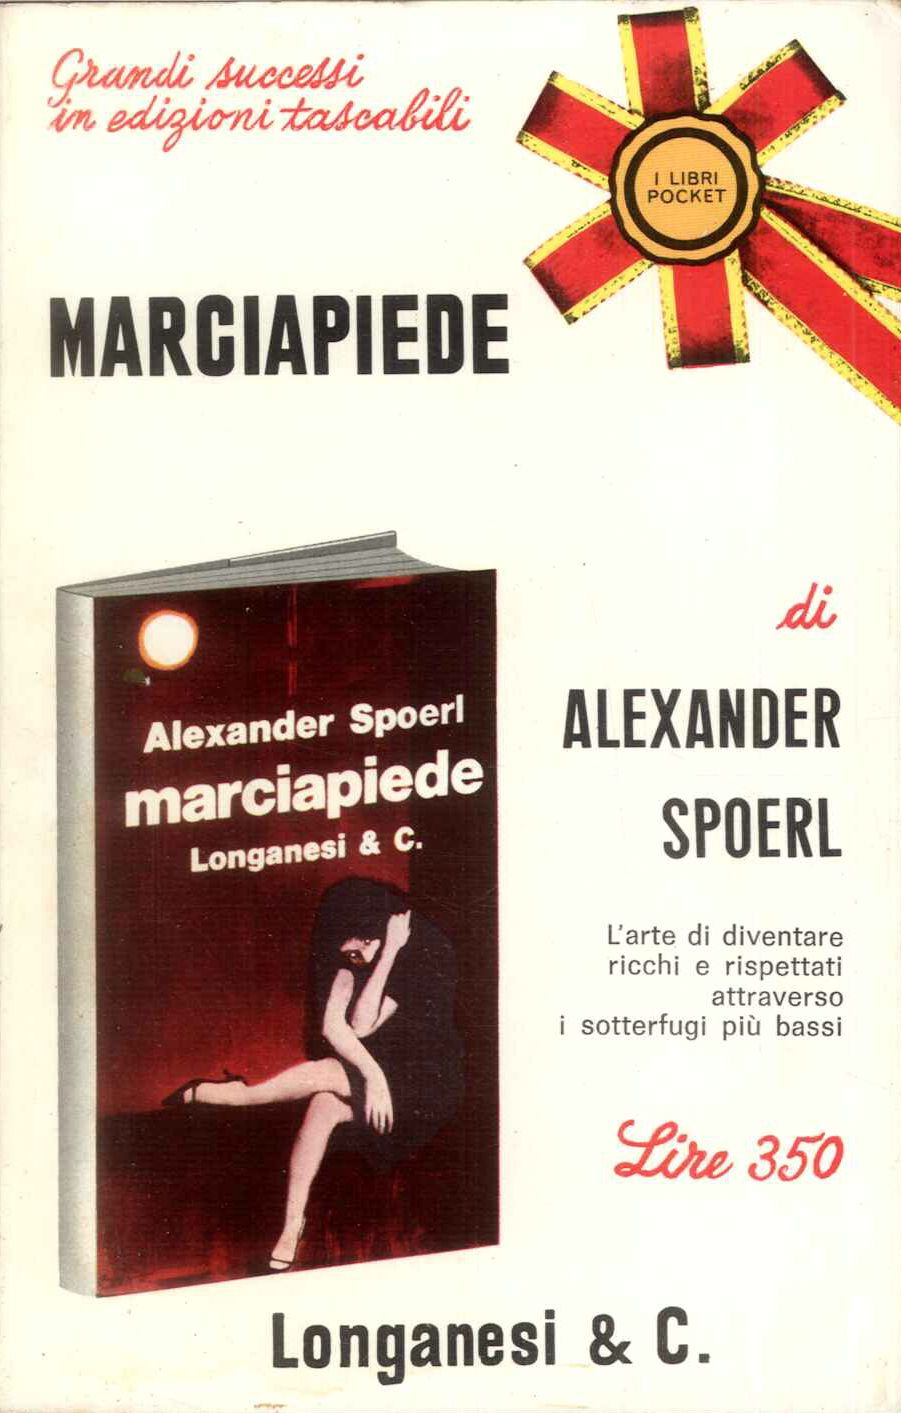 Grandi successi
in edizioni tascabili
I LIBRI
POCKET
MARCIAPIEDE
Alexander Spoerl
marciapiede
Longanesi & C.
di
ALEXANDER
SPOERL
L'arte di diventare
ricchi e rispettati
attraverso
i sotterfugi più bassi
Lire 350
Longanesi & C.